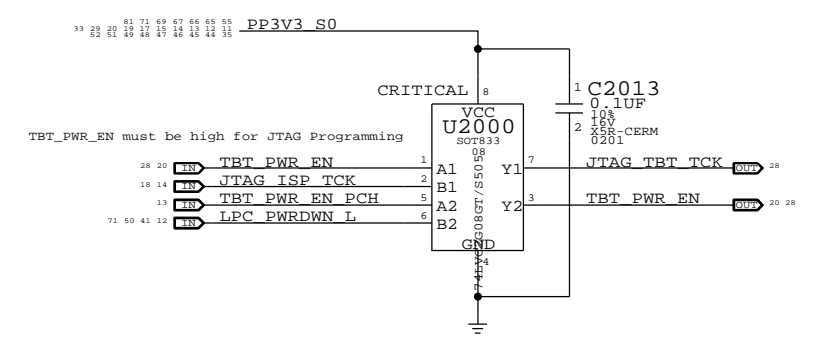 81 71 69 67 66 65 55
33 29 20 19 17 15 14 13 12 11
52 51 49 48 47 46 45 44 35
PP3V3_S0
CRITICAL
8
VCC
U2000
SOT833
08
1
C2013
0.1UF
10%
16V
2
X5R-CERM
0201
TBT_PWR_EN must be high for JTAG Programming
28 20
IN
TBT_PWR_EN
1
A1
Y1
7
JTAG_TBT_TCK
OUT
28
18 14
IN
JTAG_ISP_TCK
2
B1
13
IN
TBT_PWR_EN_PCH
5
A2
Y2
3
TBT_PWR_EN
OUT
20 28
71 50 41 12
IN
LPC_PWRDWN_L
6
B2
GND
4